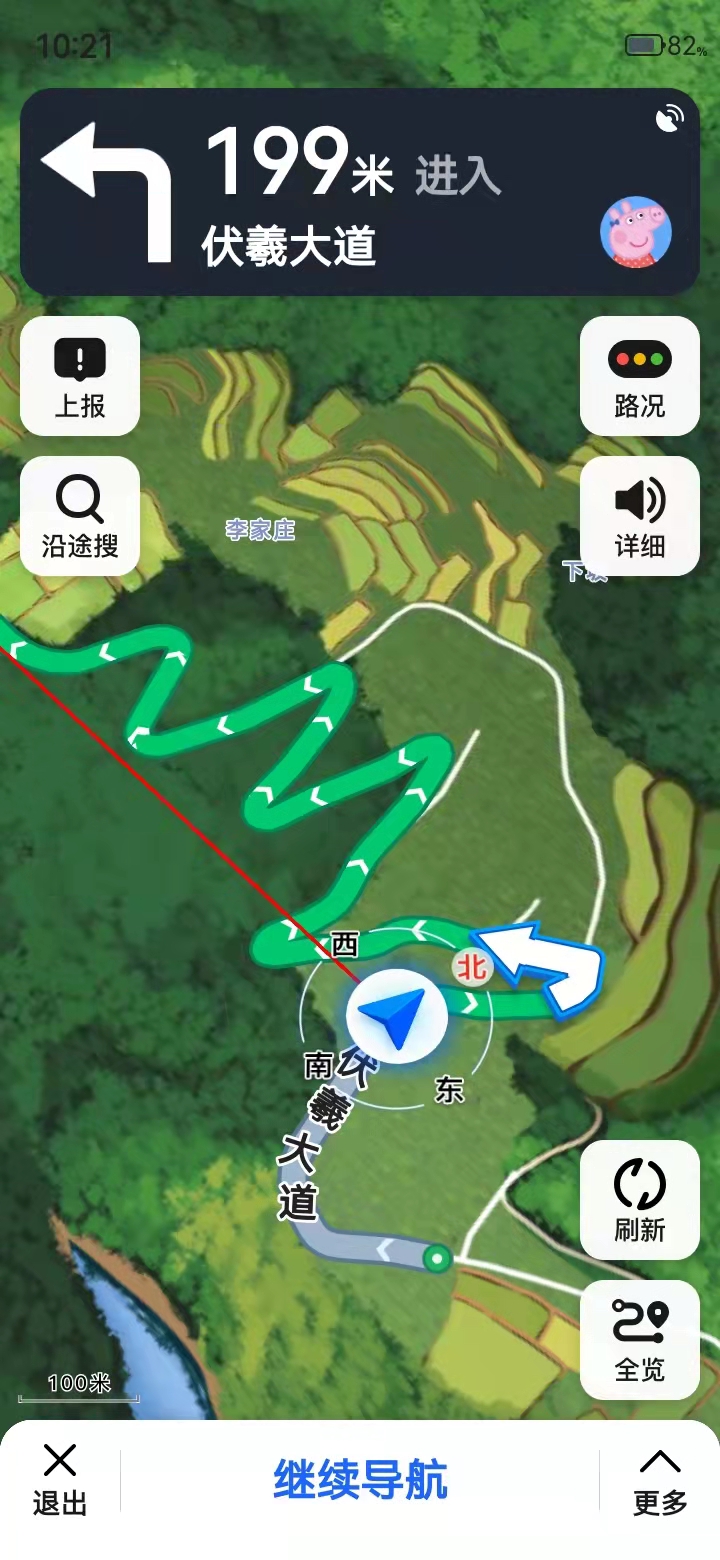 10:21
82%
199米 进入
伏羲大道
上报
路况
沿途搜
详细
李家庄
西
北
南
东
伏羲大道
刷新
全览
100米
退出
继续导航
更多